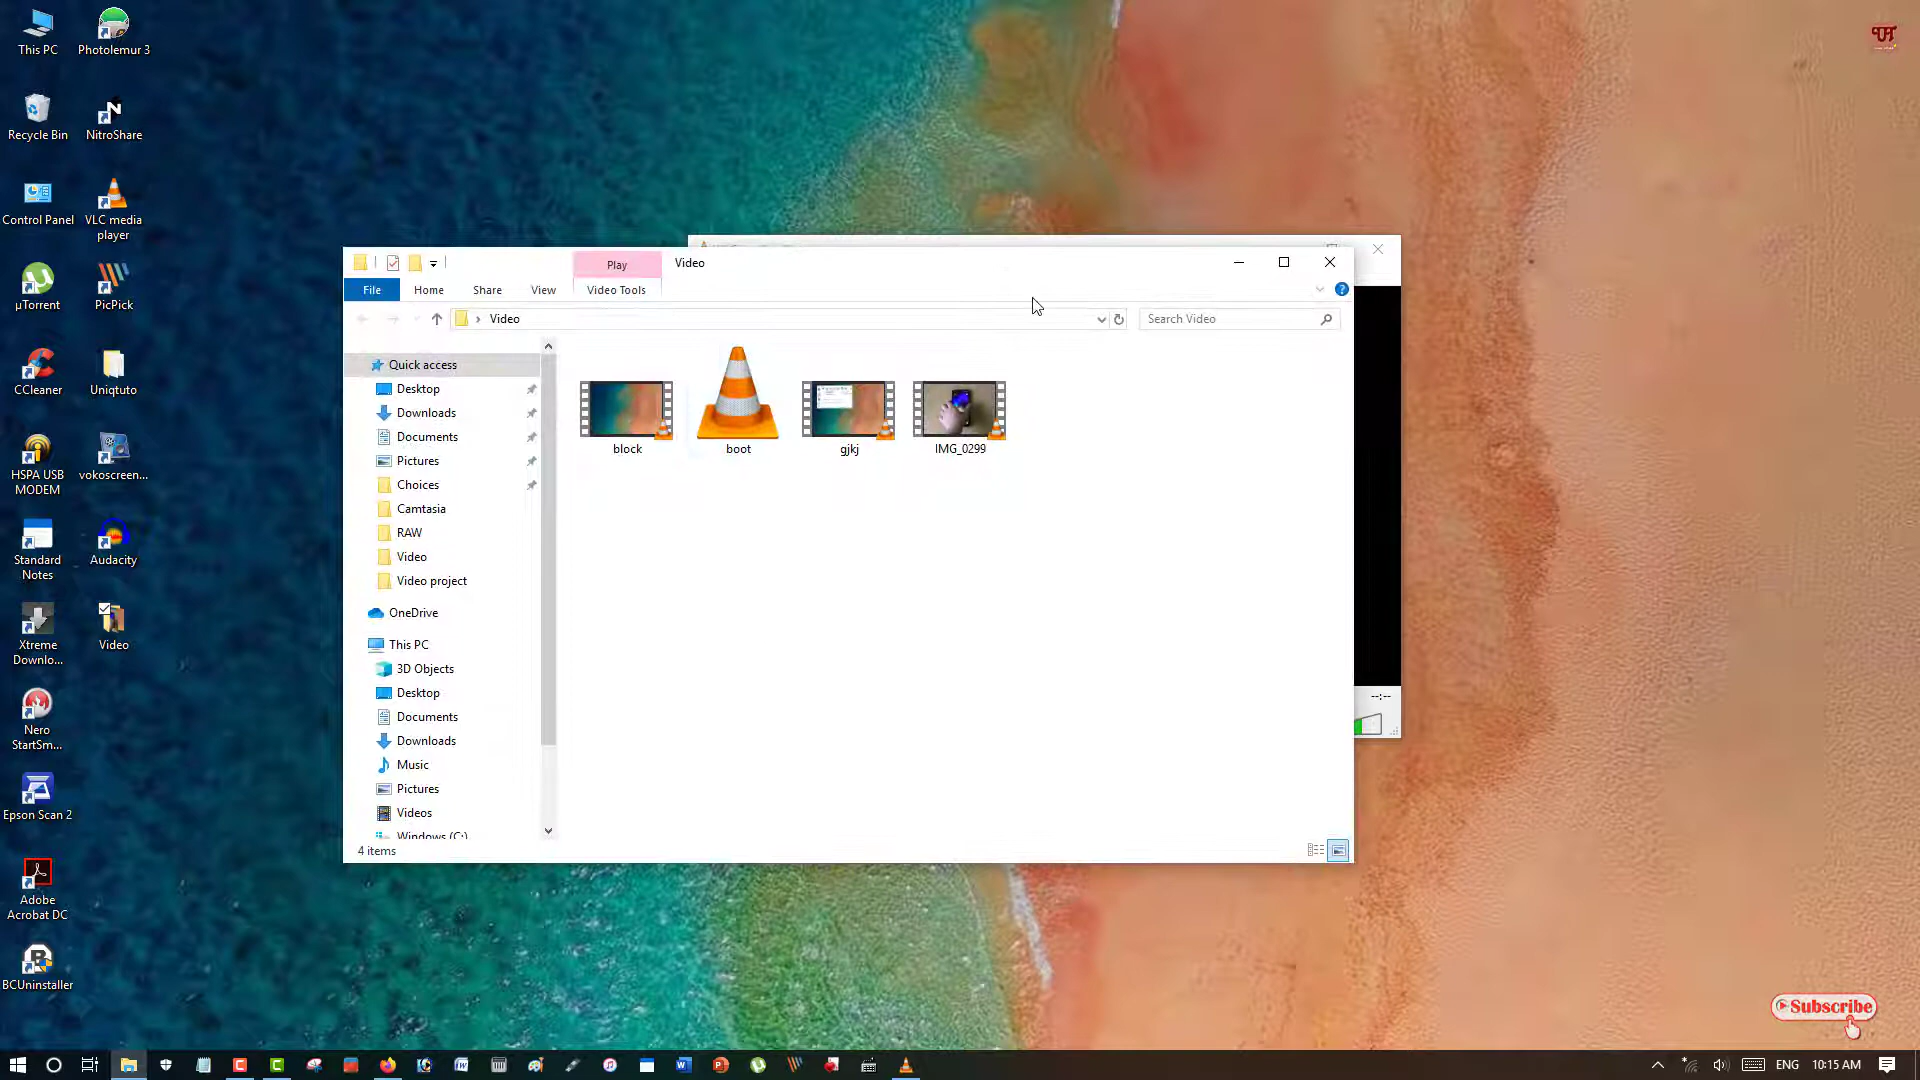 This PC
Photolemur 3
Recycle Bin
NitroShare
Control Panel
VLC media
player
µTorrent
PicPick
CCleaner
Uniqtuto
HSPA USB
MODEM
vokoscreen...
Standard
Notes
Audacity
Xtreme
Downlo...
Video
Nero
StartSm...
Epson Scan 2
Adobe
Acrobat DC
BCUninstaller
Play
Video
File
Home
Share
View
Video Tools
Video
Search Video
Quick access
Desktop
Downloads
Documents
Pictures
Choices
Camtasia
RAW
Video
Video project
OneDrive
This PC
3D Objects
Desktop
Documents
Downloads
Music
Pictures
Videos
Windows (C:)
block
boot
gjkj
IMG_0299
4 items
--:--
UT
Subscribe
ENG
10:15 AM